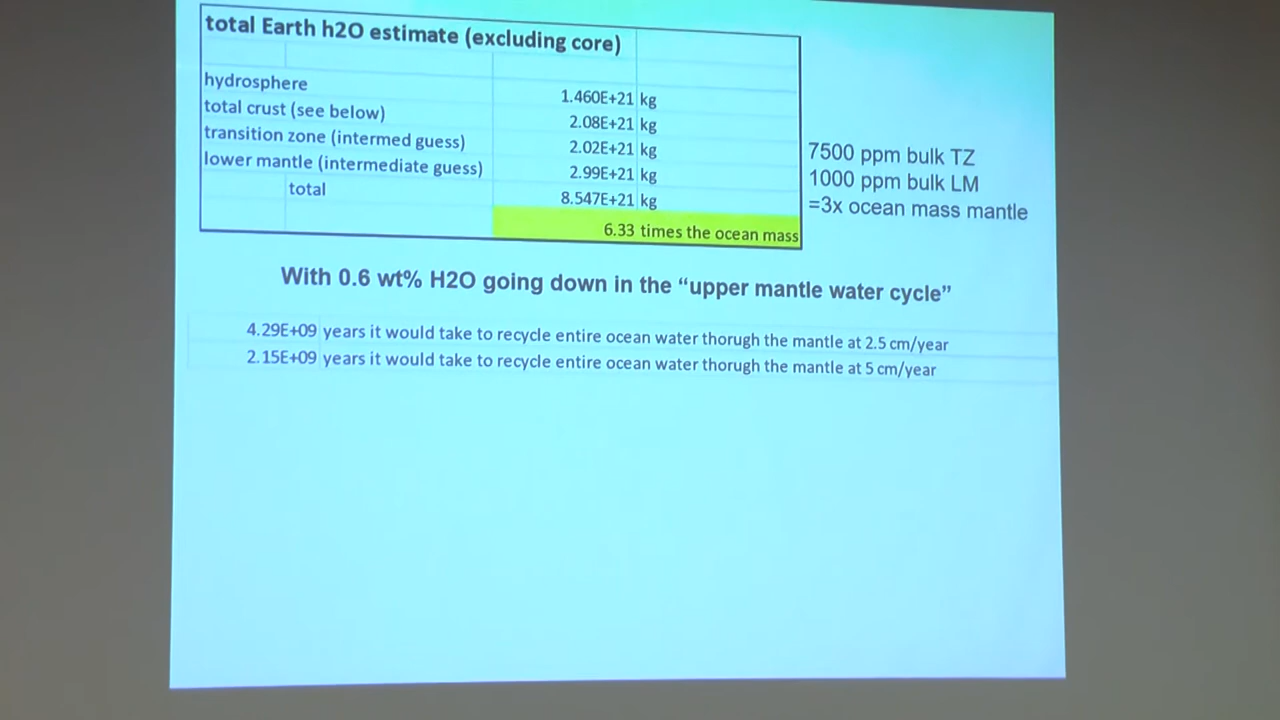 total Earth h2O estimate (excluding core)
hydrosphere 1.460E+21 kg
total crust (see below) 2.08E+21 kg
transition zone (intermed guess) 2.02E+21 kg
lower mantle (intermediate guess) 2.99E+21 kg
total 8.547E+21 kg
6.33 times the ocean mass
7500 ppm bulk TZ
1000 ppm bulk LM
=3x ocean mass mantle
With 0.6 wt% H2O going down in the “upper mantle water cycle”
4.29E+09 years it would take to recycle entire ocean water thorugh the mantle at 2.5 cm/year
2.15E+09 years it would take to recycle entire ocean water thorugh the mantle at 5 cm/year